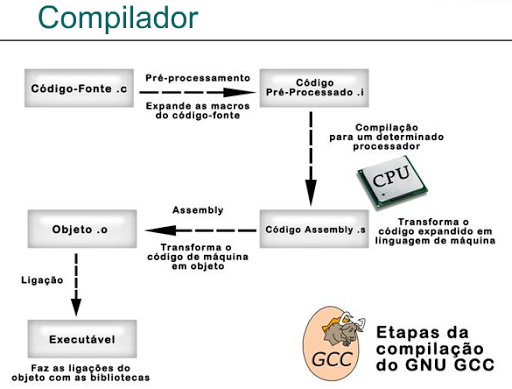 Compilador
Código-Fonte .c
Pré-processamento
Expande as macros
do código-fonte
Código
Pré-Processado .i
Compilação
para um determinado
processador
CPU
Transforma o
código expandido em
linguagem de máquina
Código Assembly .s
Assembly
Transforma o
código de máquina
em objeto
Objeto .o
Ligação
Executável
Faz as ligações do
objeto com as bibliotecas
GCC
Etapas da
compilação
do GNU GCC